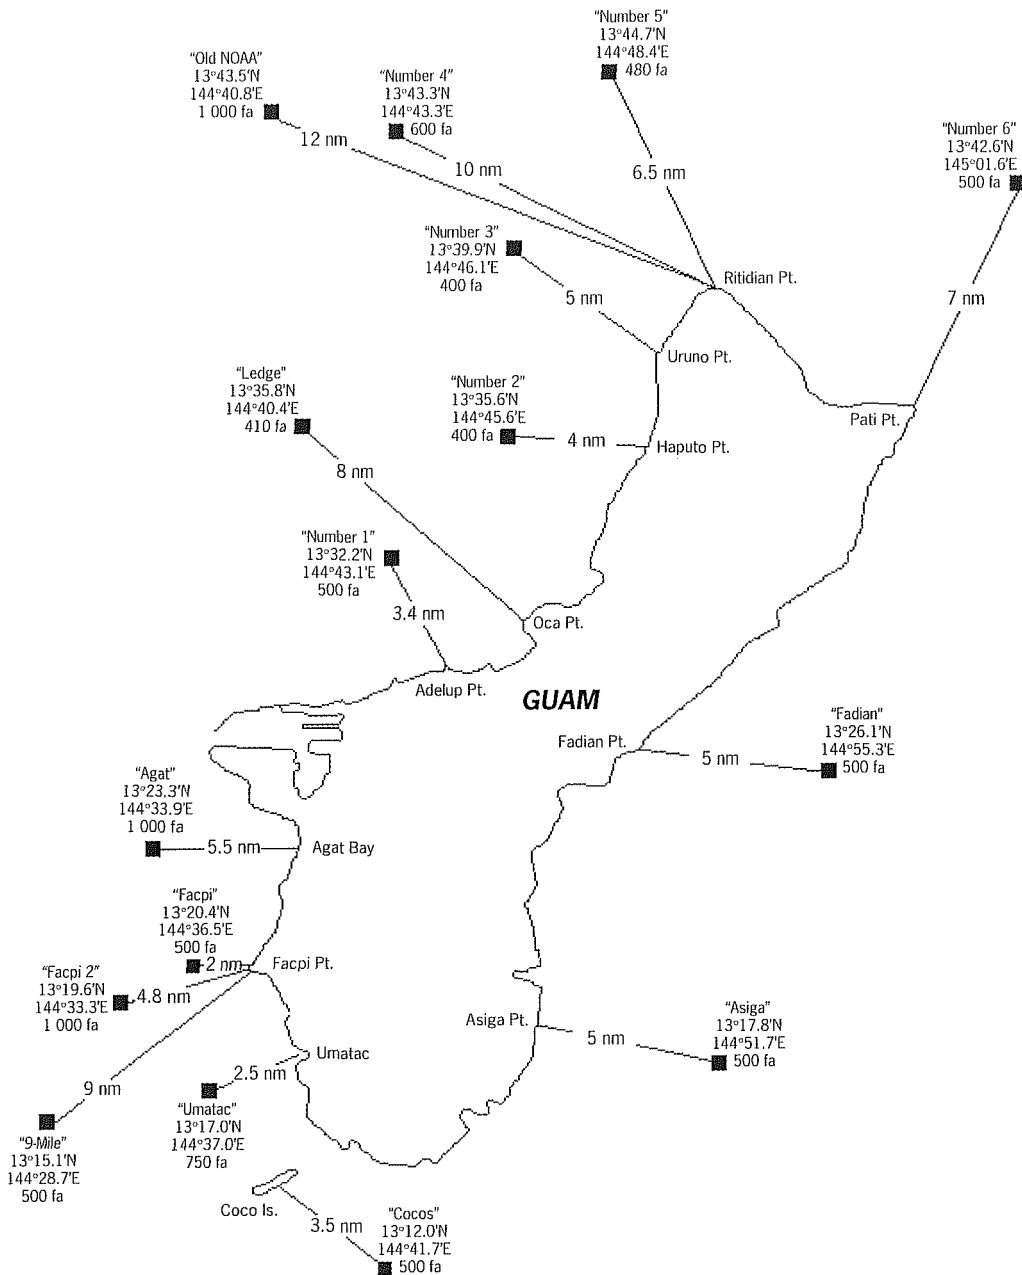 "Number 5"
13°44.7'N
144°48.4'E
480 fa
"Old NOAA"
13°43.5'N
144°40.8'E
1 000 fa
"Number 4"
13°43.3'N
144°43.3'E
600 fa
12 nm
10 nm
6.5 nm
"Number 6"
13°42.6'N
145°01.6'E
500 fa
"Number 3"
13°39.9'N
144°46.1'E
400 fa
5 nm
Ritidian Pt.
7 nm
Uruno Pt.
"Ledge"
13°35.8'N
144°40.4'E
410 fa
"Number 2"
13°35.6'N
144°45.6'E
400 fa
4 nm
Haputo Pt.
Pati Pt.
8 nm
"Number 1"
13°32.2'N
144°43.1'E
500 fa
3.4 nm
Oca Pt.
Adelup Pt.
GUAM
Fadian Pt.
5 nm
"Fadian"
13°26.1'N
144°55.3'E
500 fa
"Agat"
13°23.3'N
144°33.9'E
1 000 fa
5.5 nm
Agat Bay
"Facpi"
13°20.4'N
144°36.5'E
500 fa
2 nm
Facpi Pt.
"Facpi 2"
13°19.6'N
144°33.3'E
1 000 fa
4.8 nm
Asiga Pt.
5 nm
"Asiga"
13°17.8'N
144°51.7'E
500 fa
9 nm
Umatac
2.5 nm
"Umatac"
13°17.0'N
144°37.0'E
750 fa
"9-Mile"
13°15.1'N
144°28.7'E
500 fa
Coco Is.
3.5 nm
"Cocos"
13°12.0'N
144°41.7'E
500 fa